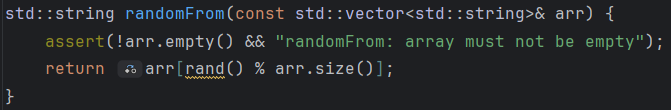 std::string randomFrom(const std::vector<std::string>& arr) {
    assert(!arr.empty() && "randomFrom: array must not be empty");
    return arr[rand() % arr.size()];
}